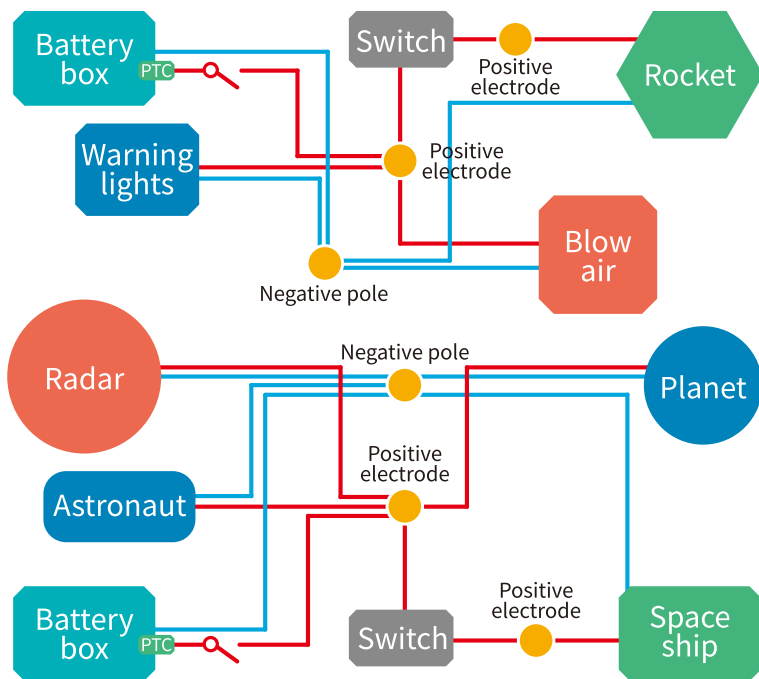 Battery
box
PTC
Switch
Positive
electrode
Rocket
Warning
lights
Positive
electrode
Blow
air
Negative pole
Radar
Negative pole
Planet
Positive
electrode
Astronaut
Battery
box
PTC
Switch
Positive
electrode
Space
ship